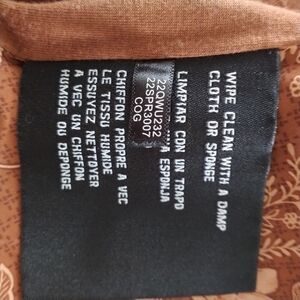 WIPE CLEAN WITH A DAMP
CLOTH OR SPONGE
LIMPIAR CON UN TRAPO
A ESPONJA
22QWU232
22SPR3007
COG
CHIFFON PROPRE A VEC
LE TISSU HUMIDE
ESSUYEZ NETTOYER
A VEC UN CHIFFON
HUMIDE OU DEPONGE